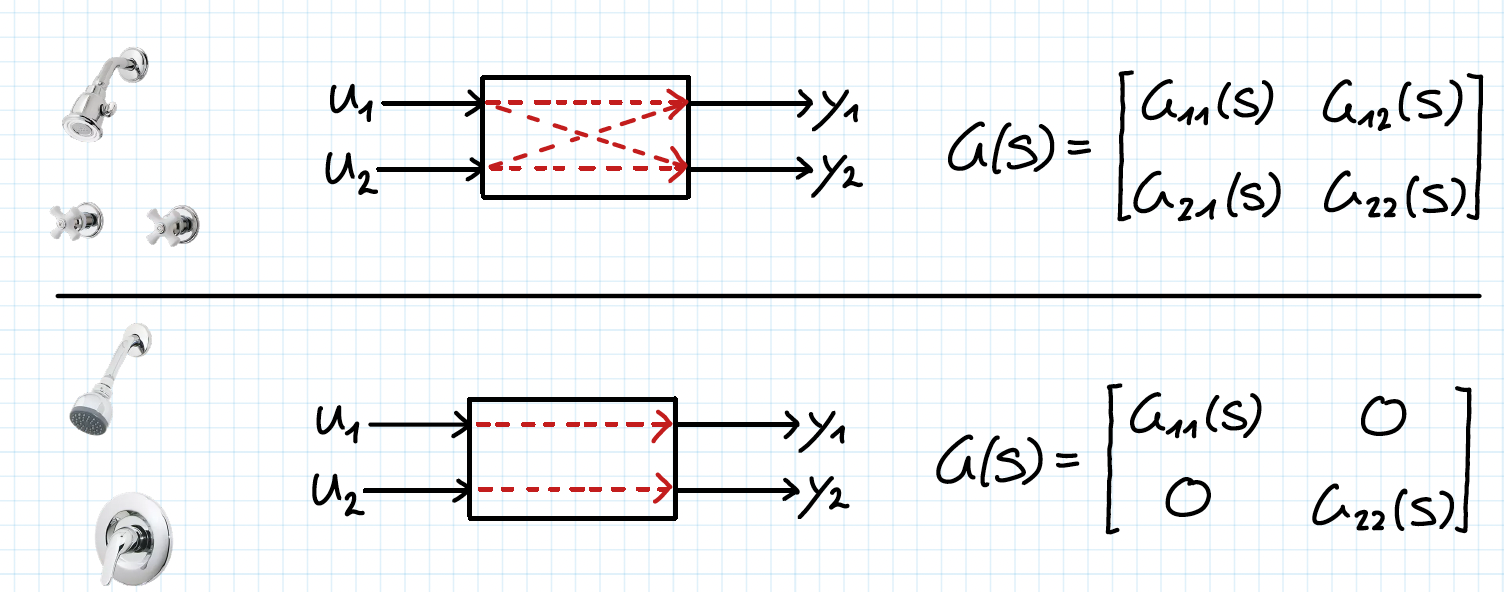 u₁ y₁
u₂ y₂
G(s) = [G₁₁(s) G₁₂(s)
G₂₁(s) G₂₂(s)]
u₁ y₁
u₂ y₂
G(s) = [G₁₁(s) 0
0 G₂₂(s)]